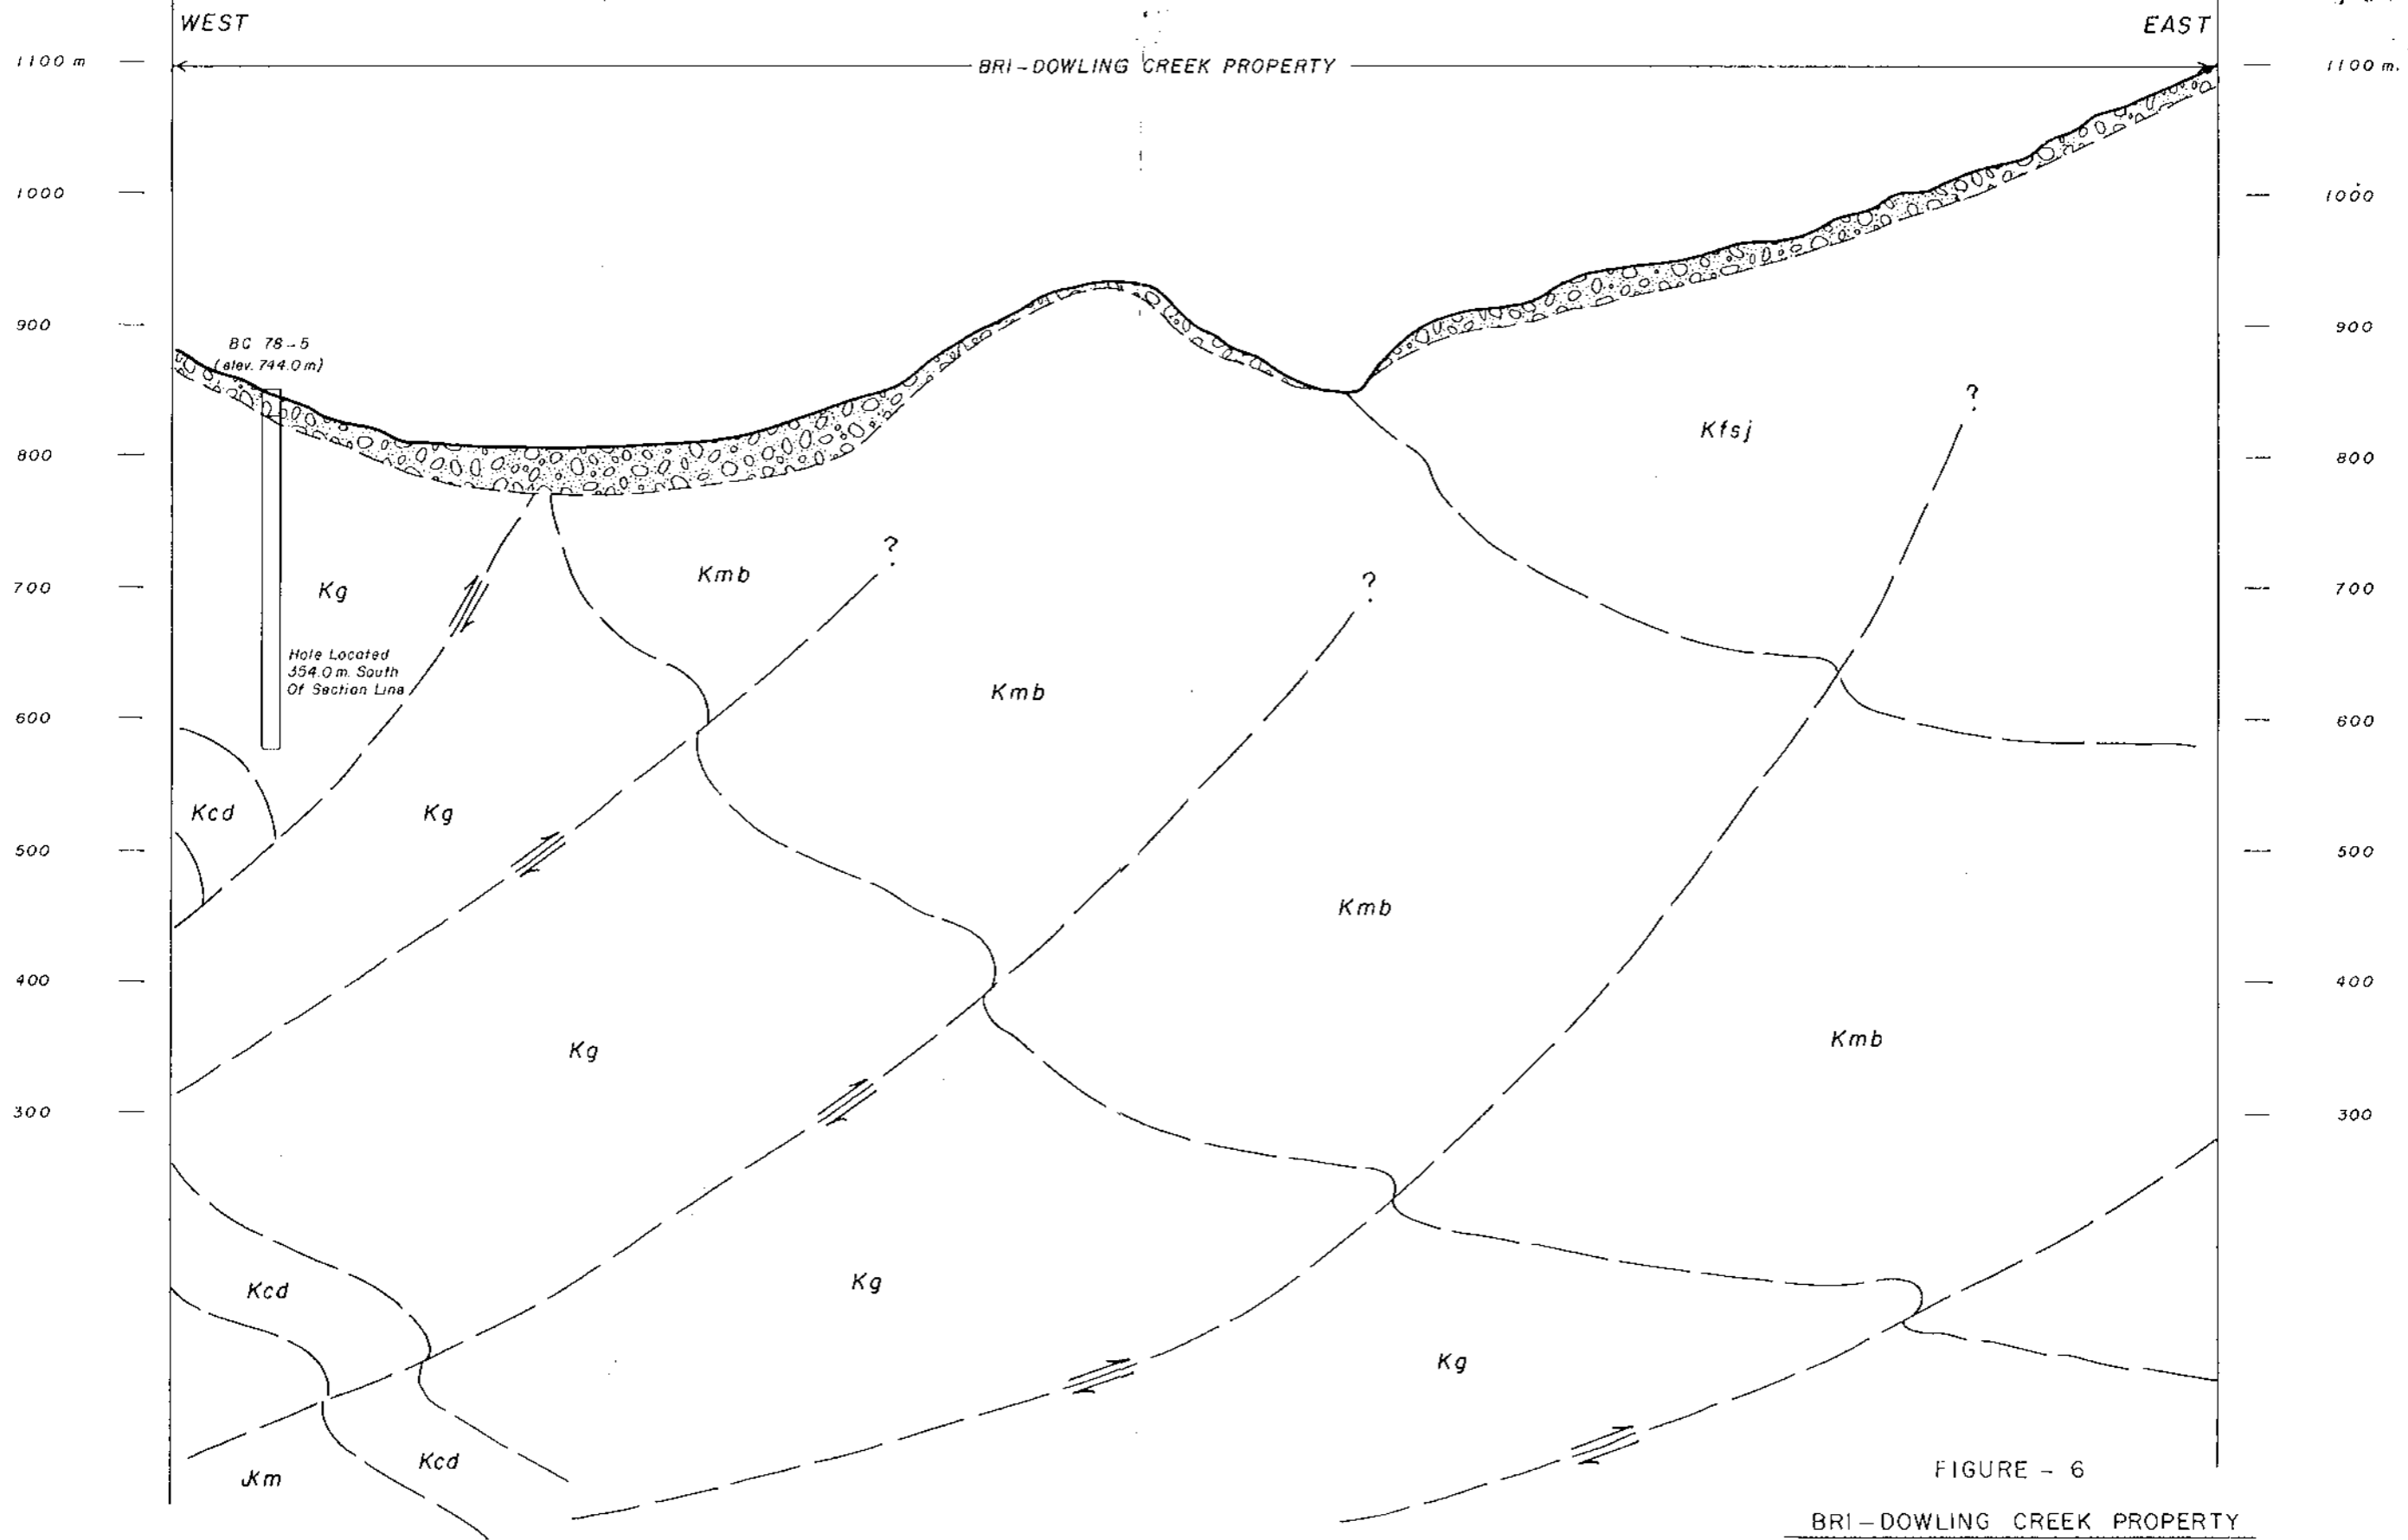 WEST
EAST
1100 m
BRI-DOWLING CREEK PROPERTY
1100 m.
1000
1000
900
900
BC 78-5
(elev. 744.0m)
Kfsj
800
800
?
?
Kmb
?
700
Kg
700
Hole Located
354.0 m. South
Of Section Line
Kmb
600
600
Kcd
Kg
500
500
Kmb
400
400
Kg
Kmb
300
300
Kcd
Kg
Kg
Kcd
JKm
FIGURE - 6
BRI-DOWLING CREEK PROPERTY